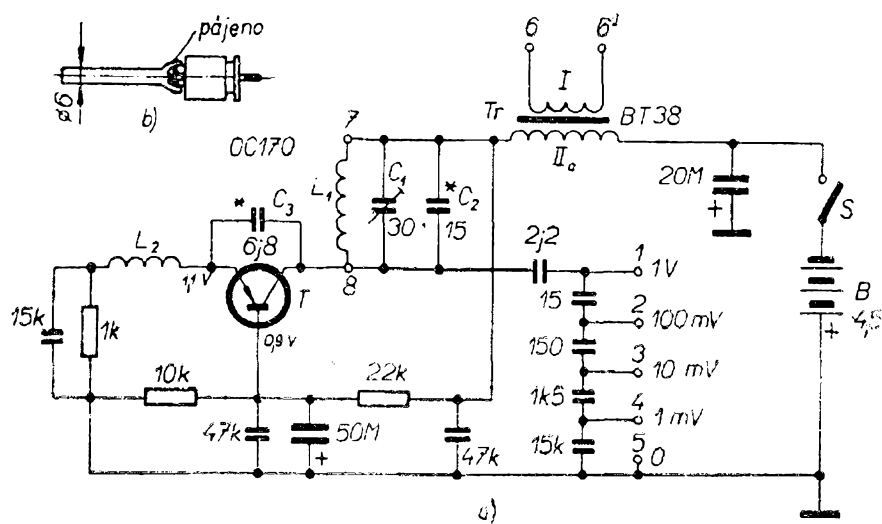 pájeno
ø6
b)
6
6'
I
Tr
BT38
IIa
OC170
7
L1
C1
30
* C2
15
20M
+
S
* C3
6j8
L2
1,1 V
T
8
2j2
1
1V
15
2
100 mV
150
3
10 mV
1k5
4
1 mV
15k
5
0
B
4,5
+
15k
1k
0,9 V
10k
22k
47k
50M
+
47k
a)